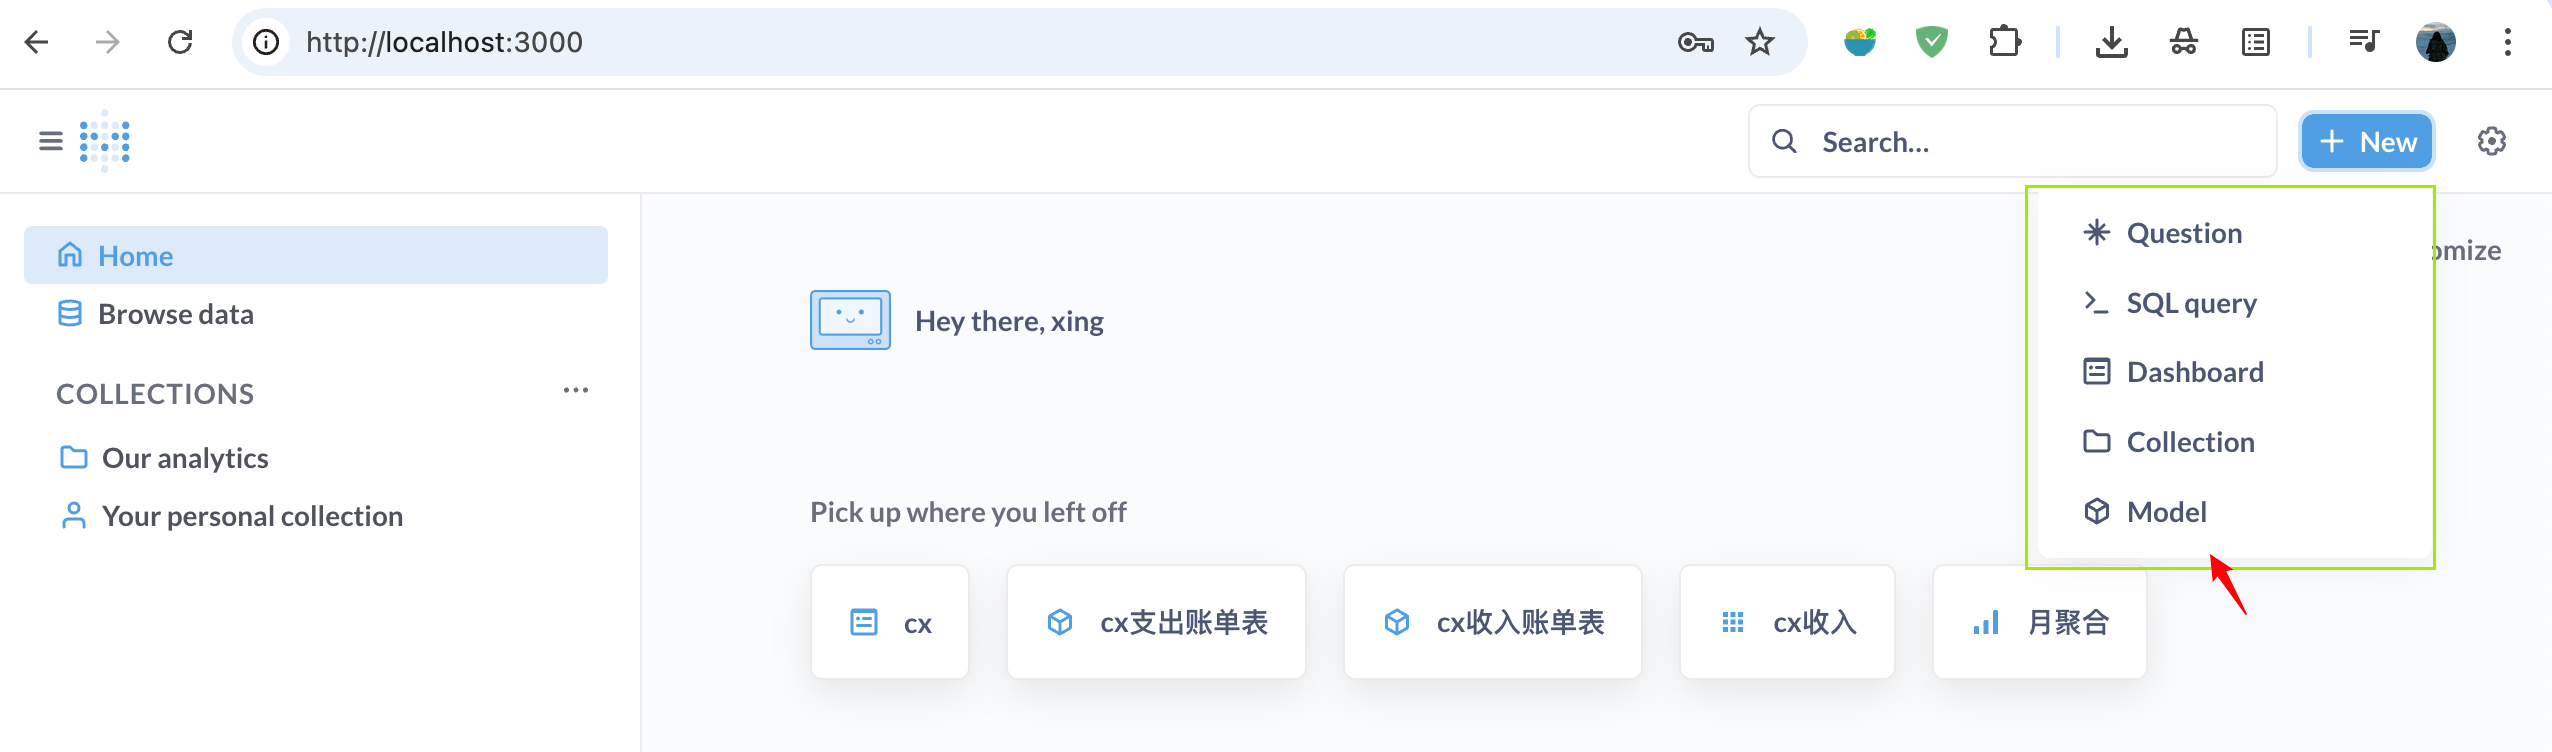 http://localhost:3000
Search...
New
Home
Browse data
COLLECTIONS
Our analytics
Your personal collection
Hey there, xing
Question
SQL query
Dashboard
Collection
Model
Pick up where you left off
cx
cx支出账单表
cx收入账单表
cx收入
月聚合